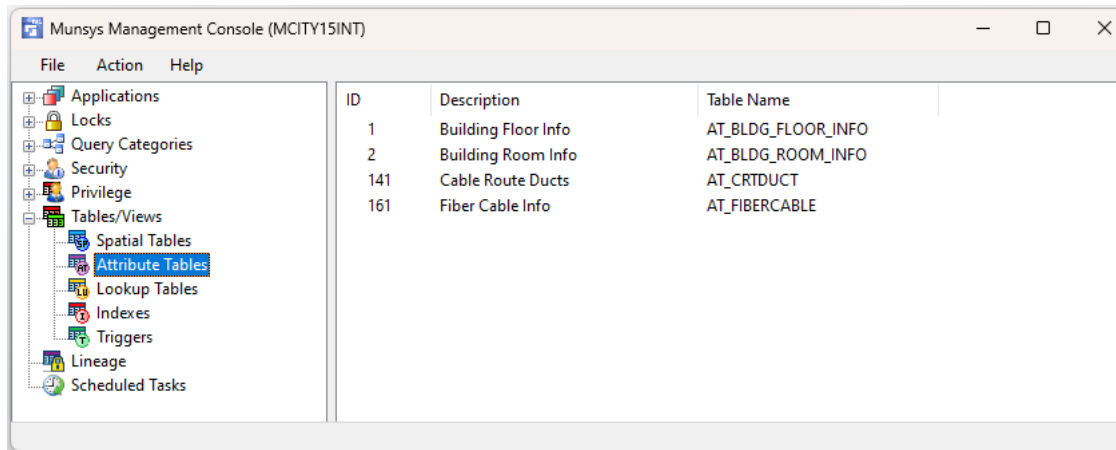 Munsys Management Console (MCITY15INT)
File Action Help
Applications
Locks
Query Categories
Security
Privilege
Tables/Views
Spatial Tables
Attribute Tables
Lookup Tables
Indexes
Triggers
Lineage
Scheduled Tasks
ID Description Table Name
1 Building Floor Info AT_BLDG_FLOOR_INFO
2 Building Room Info AT_BLDG_ROOM_INFO
141 Cable Route Ducts AT_CRTDUCT
161 Fiber Cable Info AT_FIBERCABLE